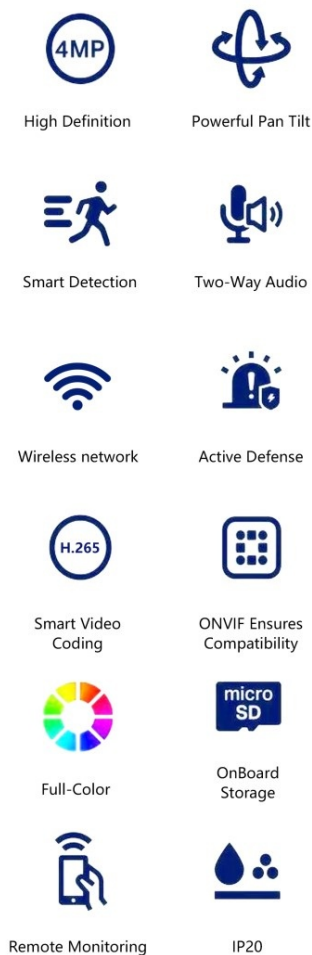 4MP
High Definition
Powerful Pan Tilt
Smart Detection
Two-Way Audio
Wireless network
Active Defense
H.265
Smart Video
Coding
ONVIF Ensures
Compatibility
Full-Color
micro
SD
OnBoard
Storage
Remote Monitoring
IP20